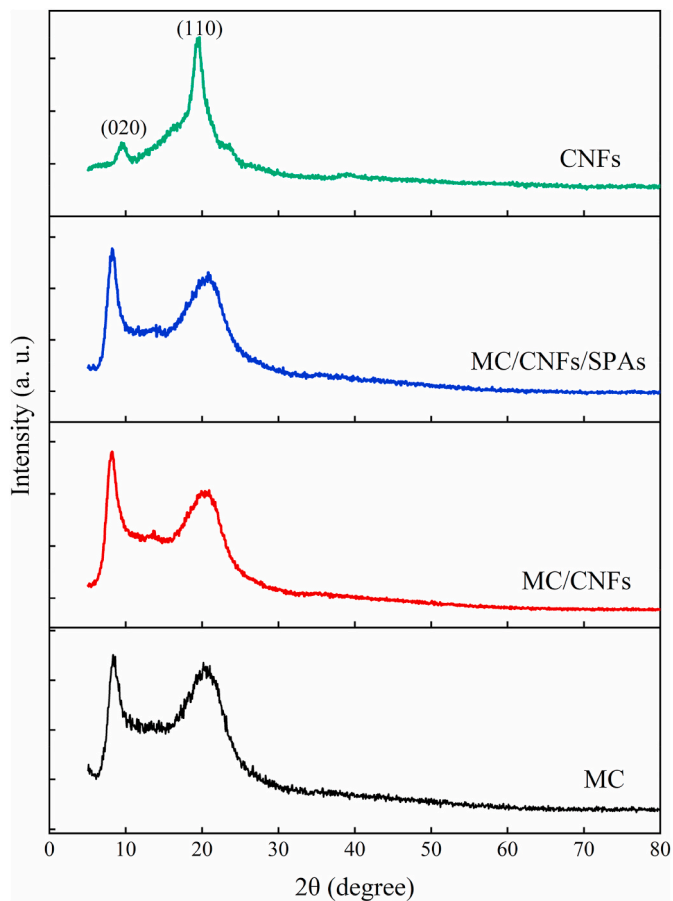 (110)
(020)
CNFs
MC/CNFs/SPAs
MC/CNFs
MC
Intensity (a. u.)
0 10 20 30 40 50 60 70 80
2θ (degree)